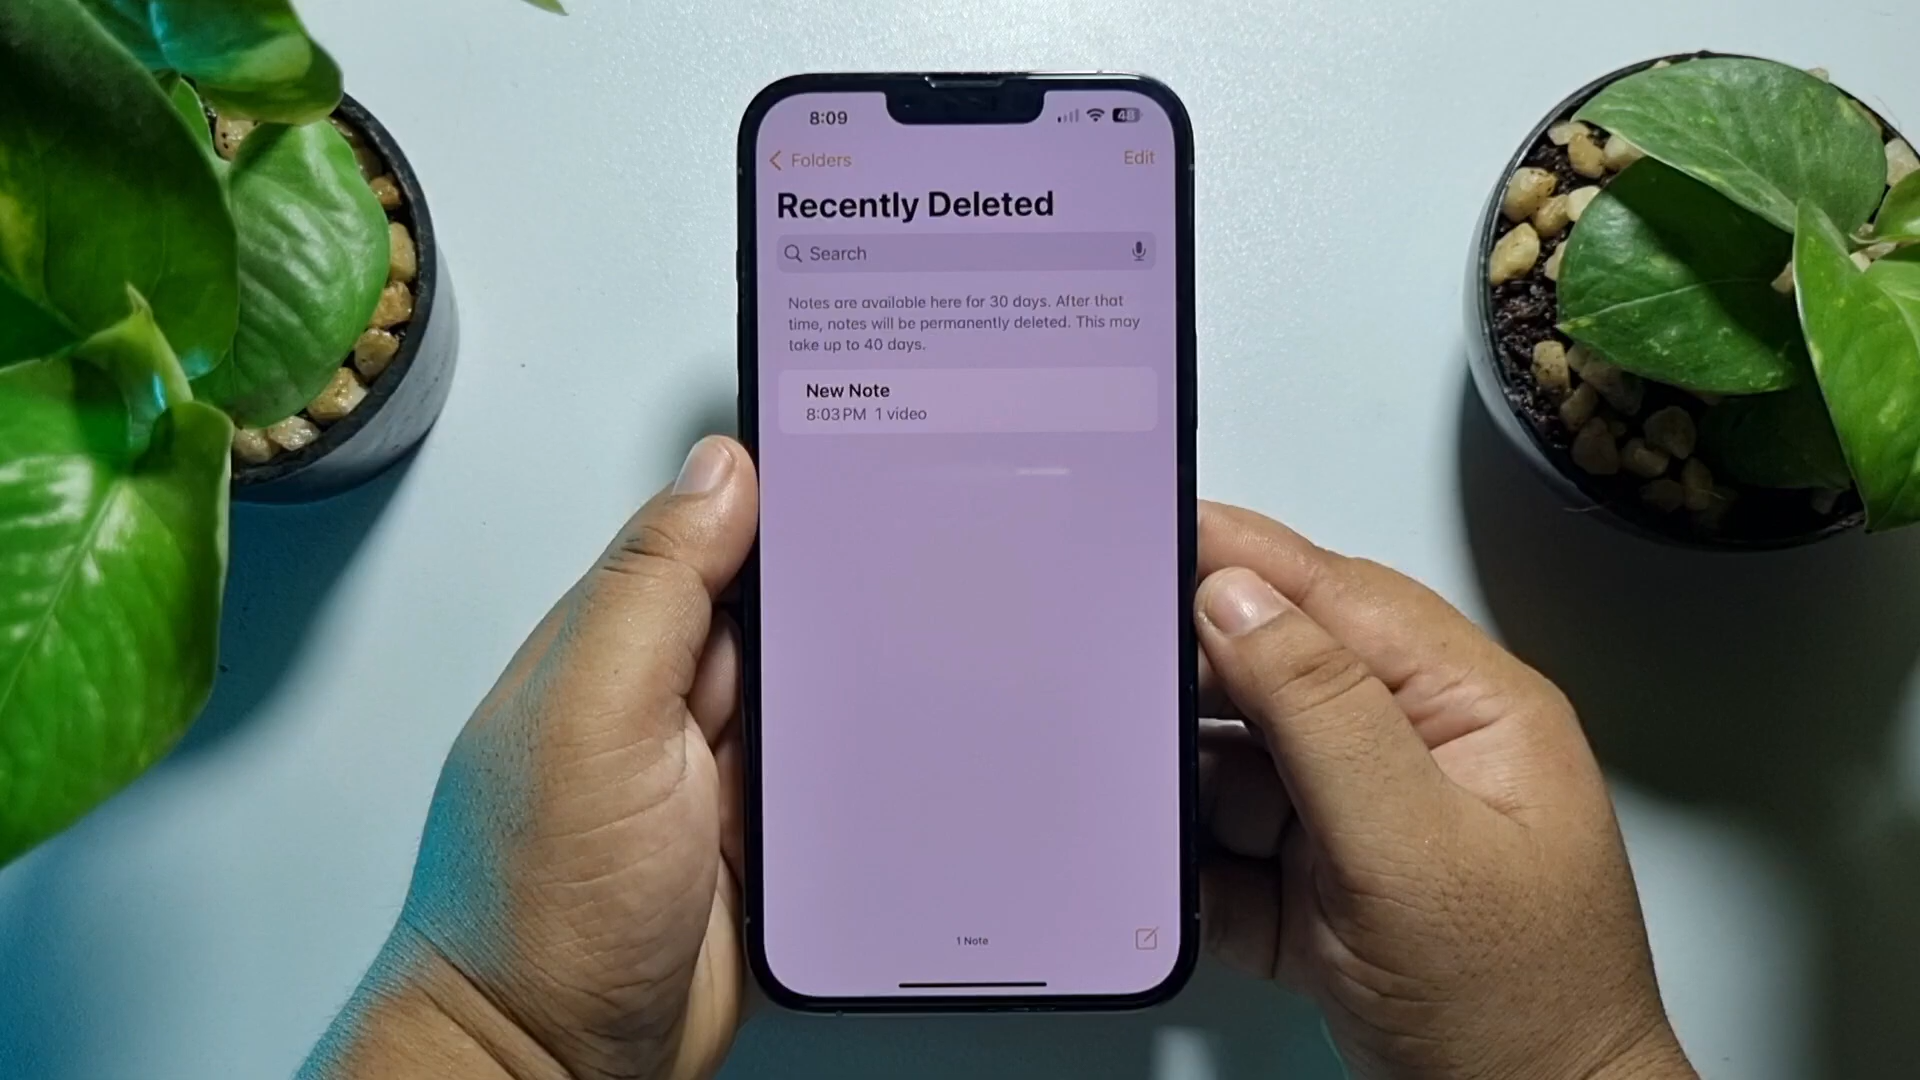 8:09
48
Folders
Edit
Recently Deleted
Search
Notes are available here for 30 days. After that
time, notes will be permanently deleted. This may
take up to 40 days.
New Note
8:03 PM 1 video
1 Note